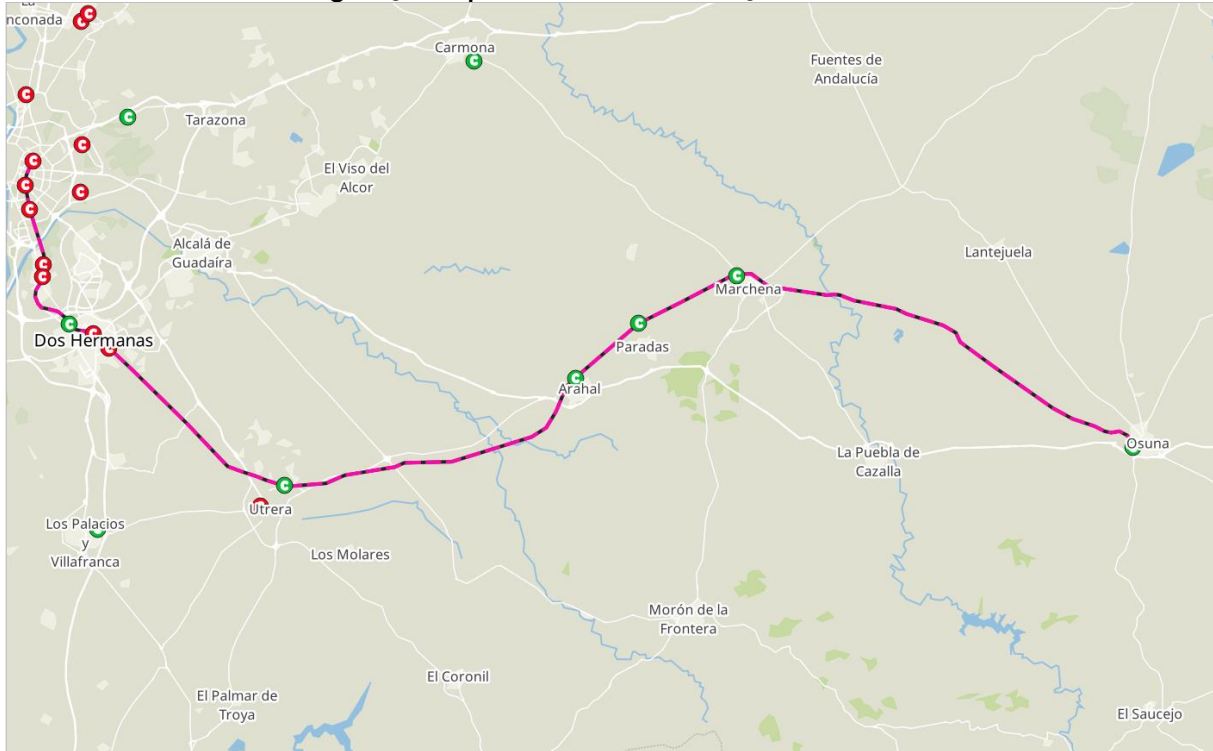 nconada
Carmona
Fuentes de
Andalucía
Tarazona
El Viso del
Alcor
Alcalá de
Guadaíra
Lantejuela
Marchena
Dos Hermanas
Paradas
Arahal
Osuna
La Puebla de
Cazalla
Utrera
Los Palacios
y
Villafranca
Los Molares
Morón de la
Frontera
El Coronil
El Palmar de
Troya
El Saucejo